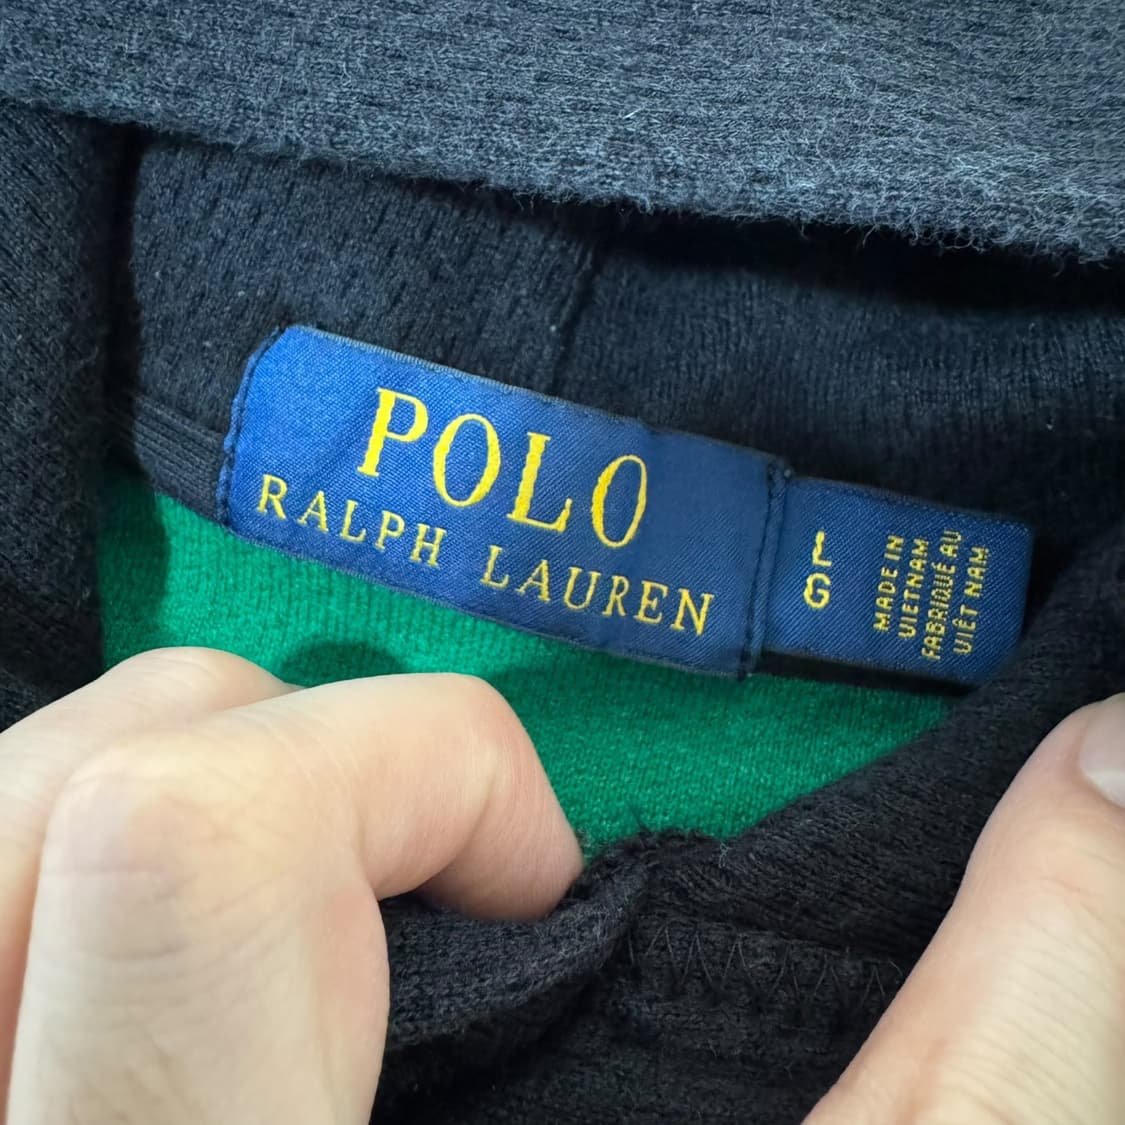 POLO
RALPH LAUREN
L
G
MADE IN
VIETNAM
FABRIQUÉ AU
VIÊT NAM